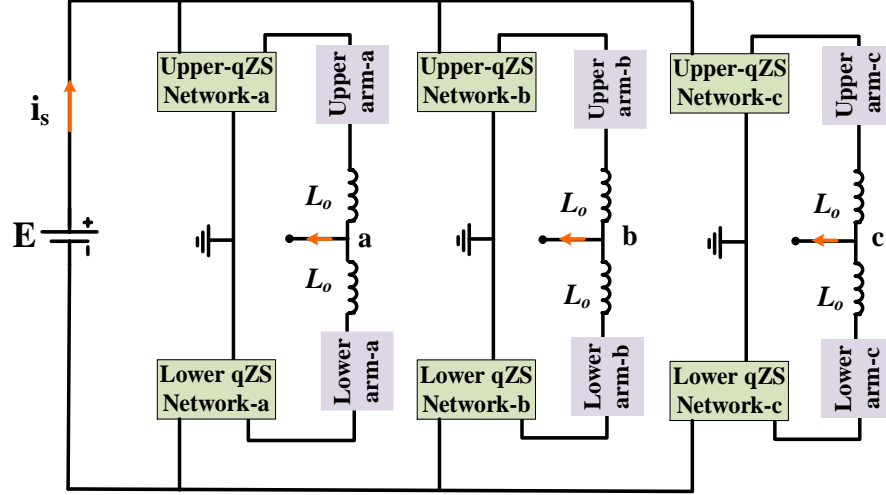 Upper-qZS
Network-a
Upper
arm-a
Upper-qZS
Network-b
Upper
arm-b
Upper-qZS
Network-c
Upper
arm-c
is
Lo
Lo
Lo
E
+
-
a
b
c
Lo
Lo
Lo
Lower qZS
Network-a
Lower
arm-a
Lower qZS
Network-b
Lower
arm-b
Lower qZS
Network-c
Lower
arm-c